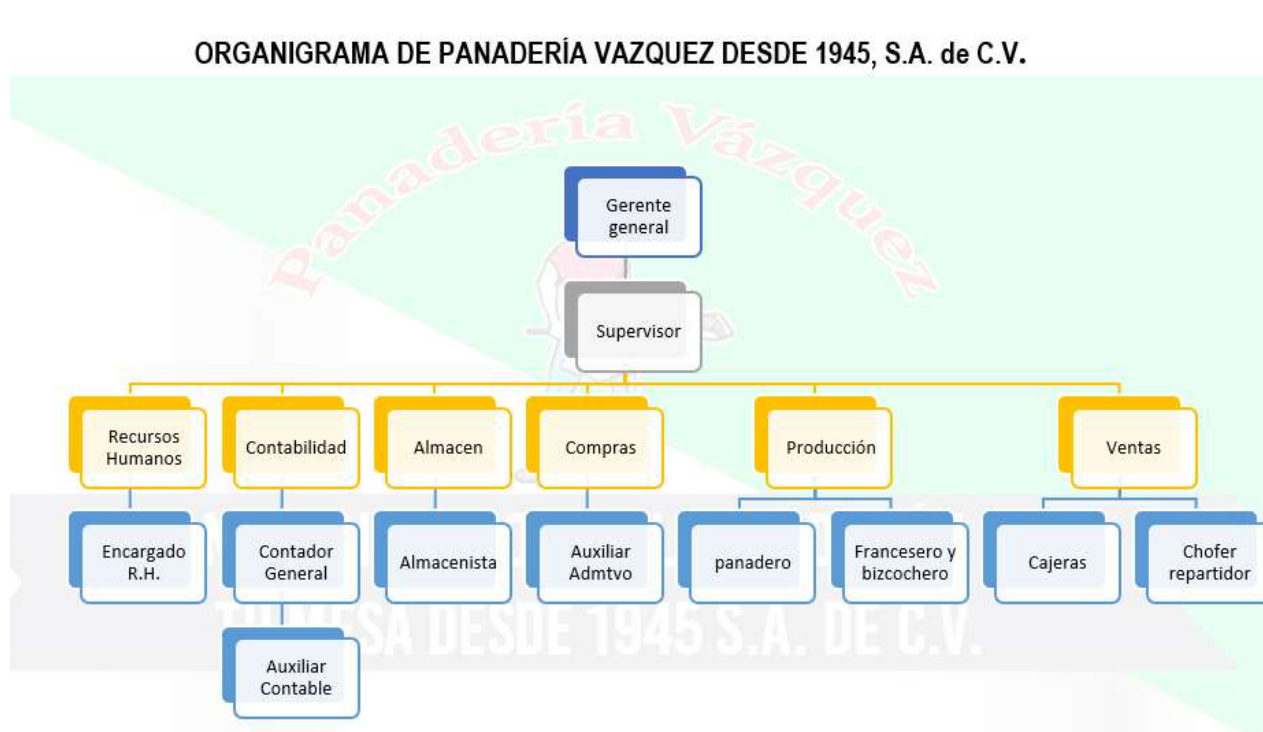 ORGANIGRAMA DE PANADERÍA VAZQUEZ DESDE 1945, S.A. de C.V.
Panadería Vázquez
Gerente
general
Supervisor
Recursos
Humanos
Contabilidad
Almacen
Compras
Producción
Ventas
Encargado
R.H.
Contador
General
Almacenista
Auxiliar
Admtvo
panadero
Francesero y
bizcochero
Cajeras
Chofer
repartidor
Auxiliar
Contable
MESA DESDE 1945 S.A. DE C.V.